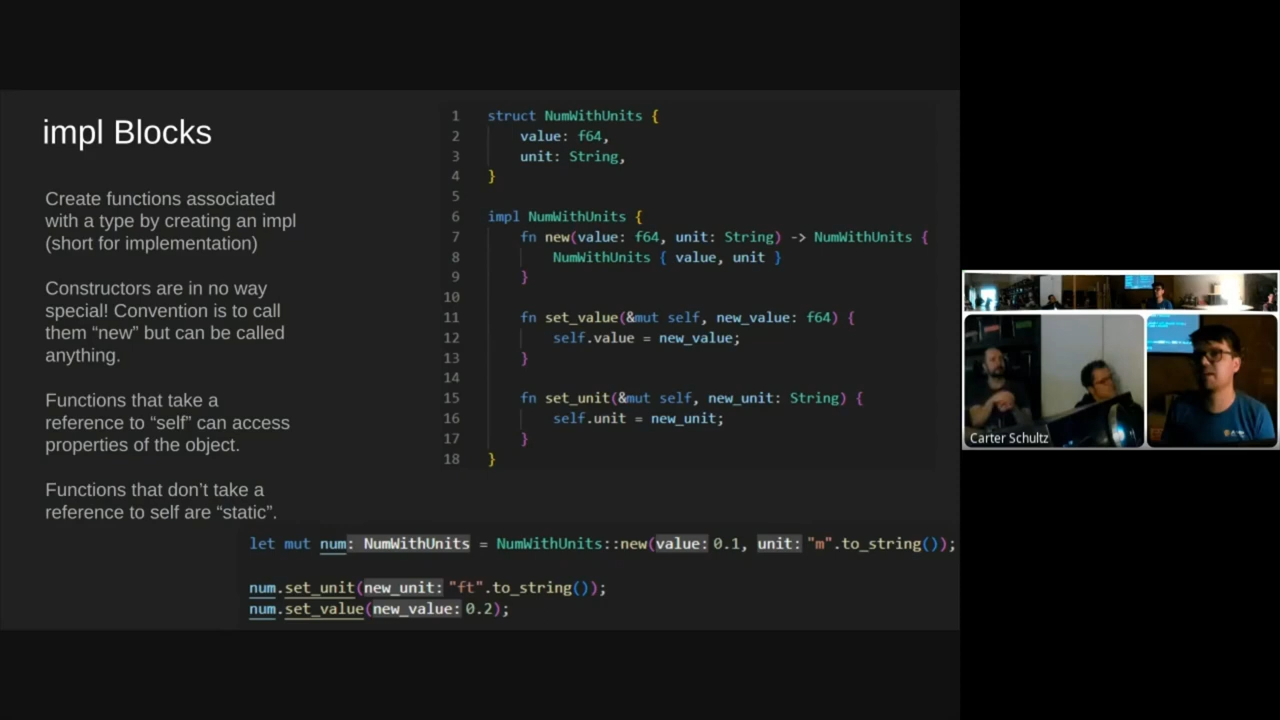 impl Blocks
Create functions associated
with a type by creating an impl
(short for implementation)
Constructors are in no way
special! Convention is to call
them “new” but can be called
anything.
Functions that take a
reference to “self” can access
properties of the object.
Functions that don’t take a
reference to self are “static”.
1 struct NumWithUnits {
2 value: f64,
3 unit: String,
4 }
5
6 impl NumWithUnits {
7 fn new(value: f64, unit: String) -> NumWithUnits {
8 NumWithUnits { value, unit }
9 }
10
11 fn set_value(&mut self, new_value: f64) {
12 self.value = new_value;
13 }
14
15 fn set_unit(&mut self, new_unit: String) {
16 self.unit = new_unit;
17 }
18 }
let mut num: NumWithUnits = NumWithUnits::new(value: 0.1, unit: "m".to_string());
num.set_unit(new_unit: "ft".to_string());
num.set_value(new_value: 0.2);
Carter Schultz